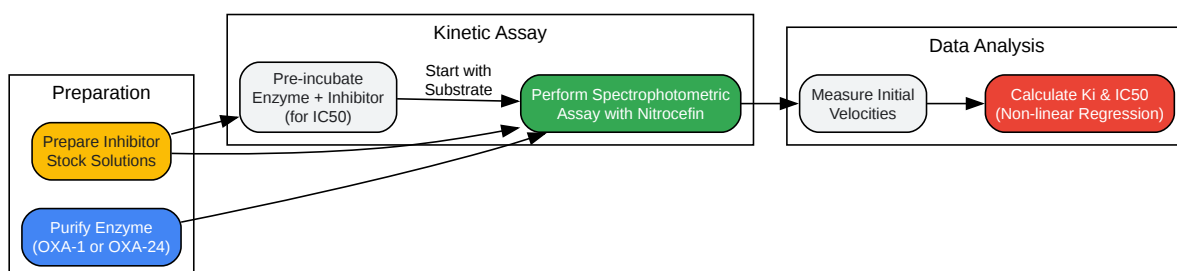 Preparation
Prepare Inhibitor
Stock Solutions
Purify Enzyme
(OXA-1 or OXA-24)
Kinetic Assay
Pre-incubate
Enzyme + Inhibitor
(for IC50)
Start with
Substrate
Perform Spectrophotometric
Assay with Nitrocefin
Data Analysis
Measure Initial
Velocities
Calculate Ki & IC50
(Non-linear Regression)